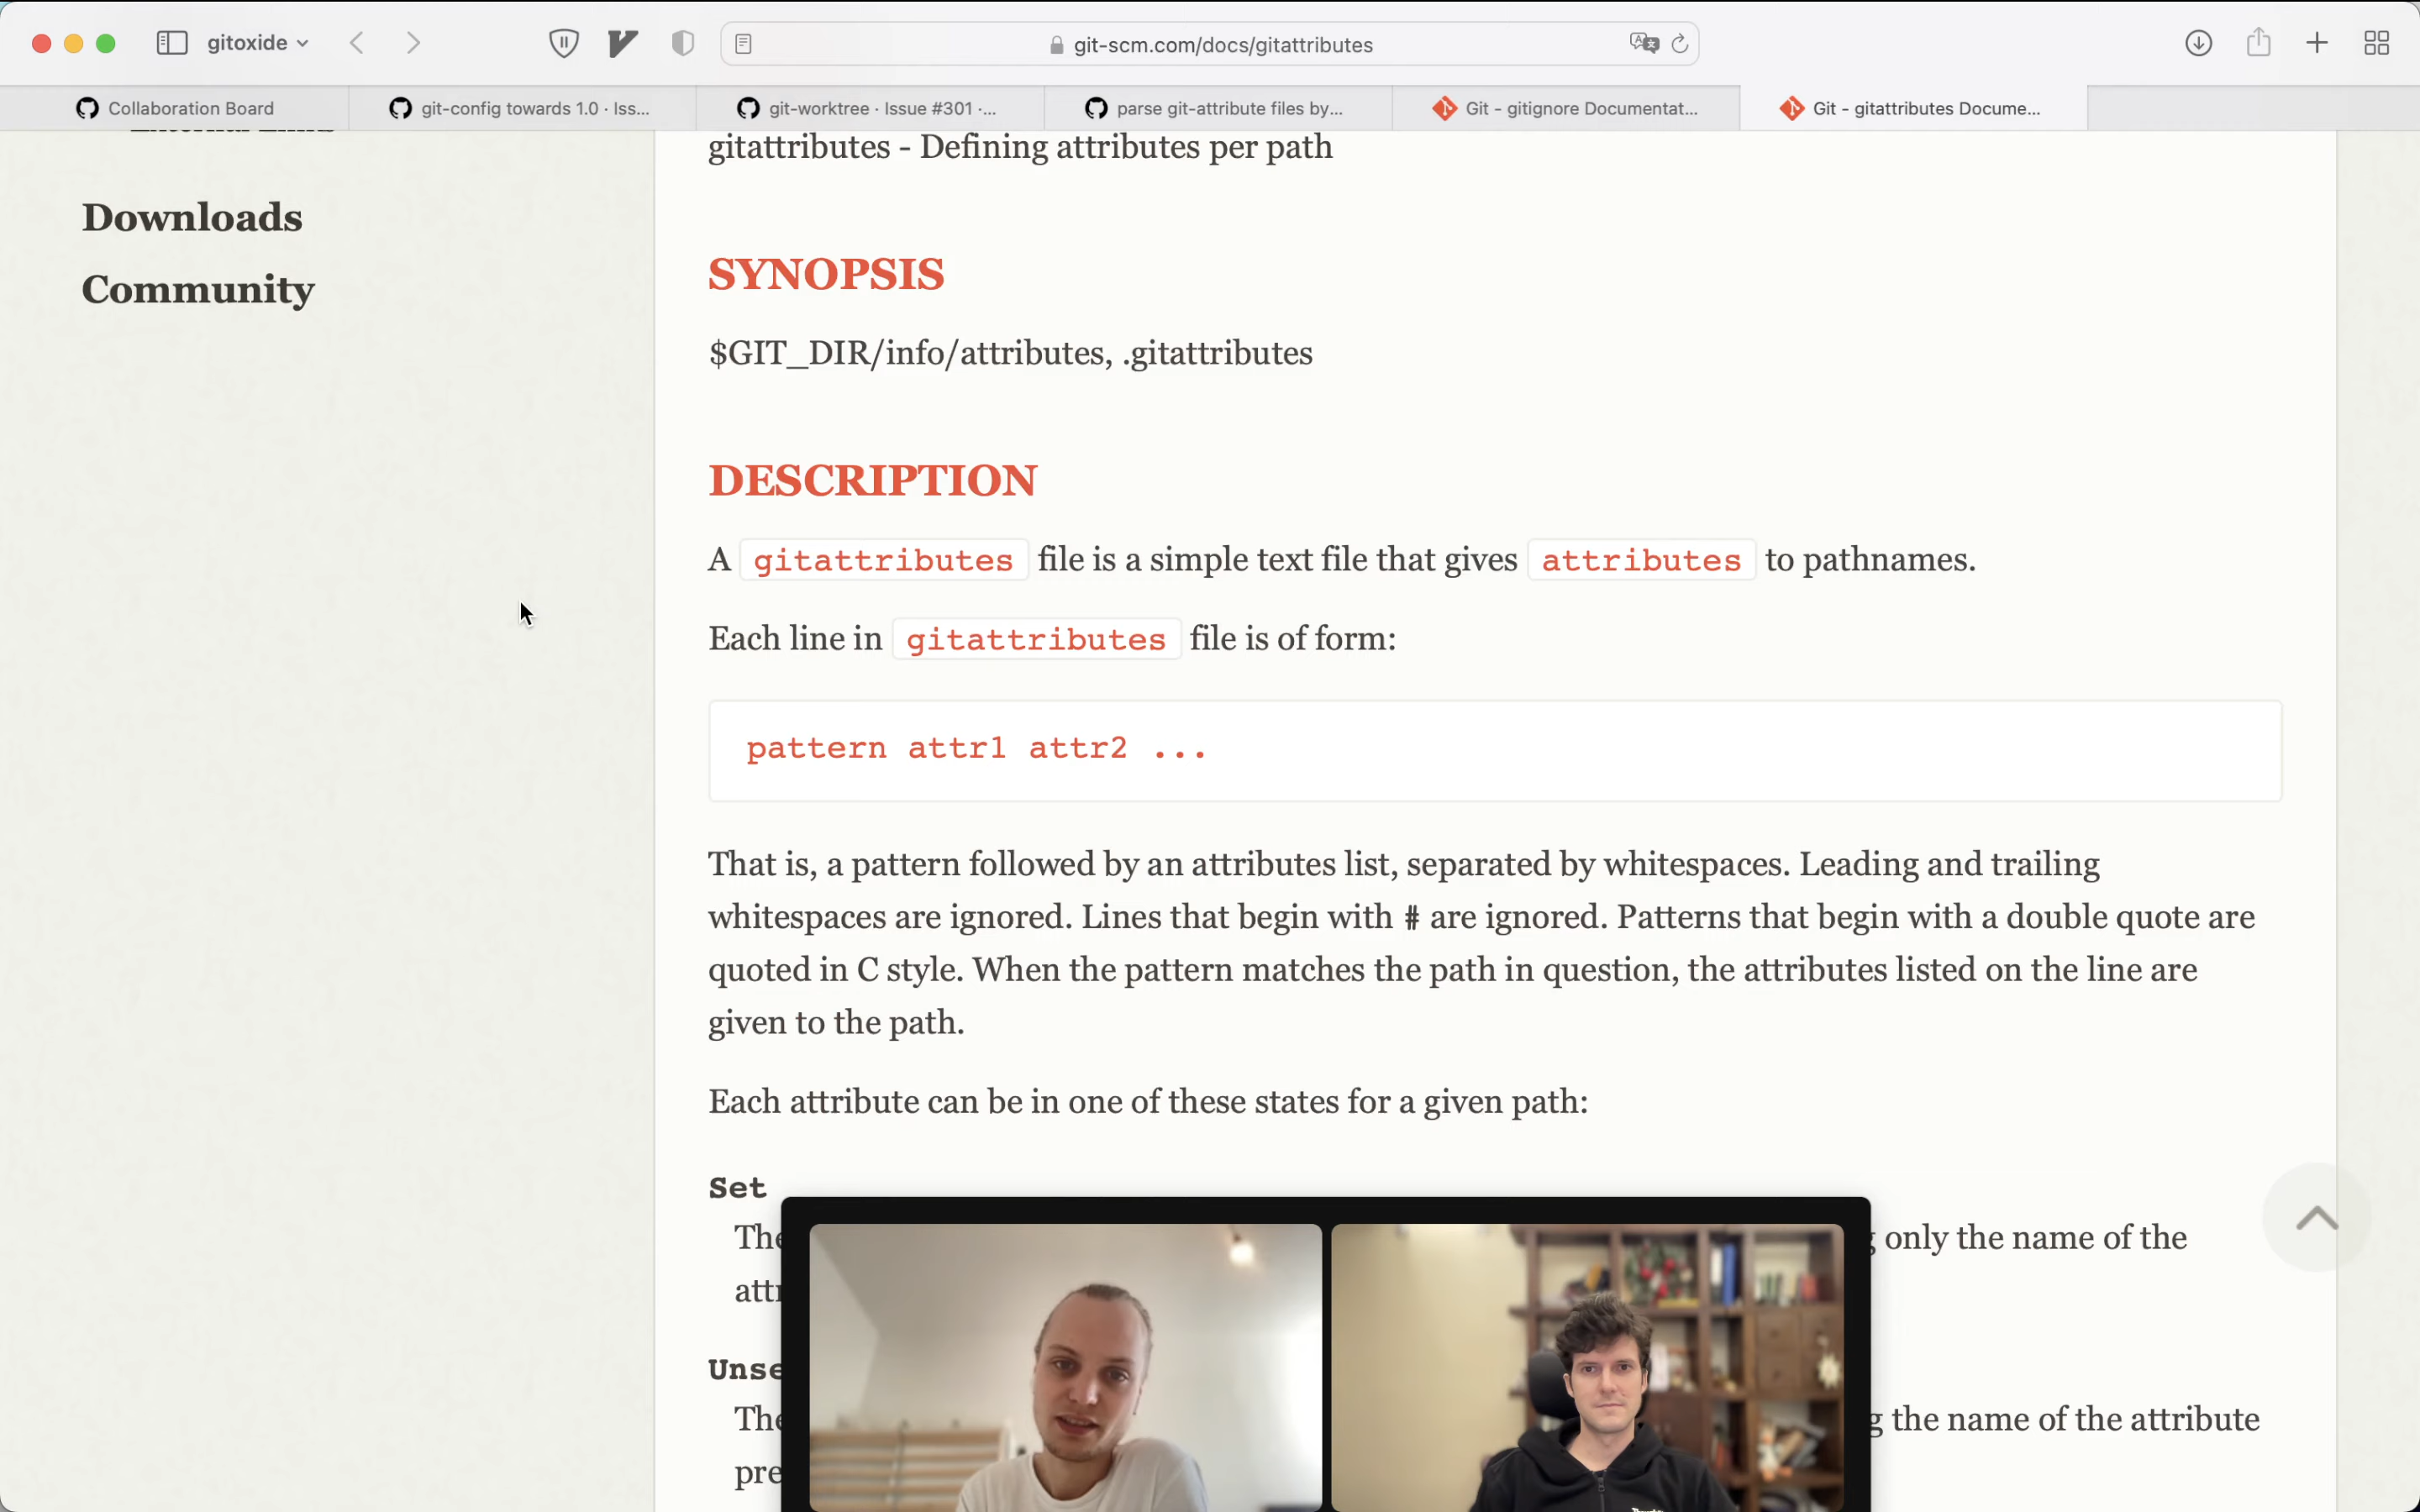 gitoxide
git-scm.com/docs/gitattributes
Collaboration Board
git-config towards 1.0 · Iss...
git-worktree · Issue #301 ·...
parse git-attribute files by...
Git - gitignore Documentat...
Git - gitattributes Docume...
Downloads
Community
gitattributes - Defining attributes per path
SYNOPSIS
$GIT_DIR/info/attributes, .gitattributes
DESCRIPTION
A gitattributes file is a simple text file that gives attributes to pathnames.
Each line in gitattributes file is of form:
pattern attr1 attr2 ...
That is, a pattern followed by an attributes list, separated by whitespaces. Leading and trailing
whitespaces are ignored. Lines that begin with # are ignored. Patterns that begin with a double quote are
quoted in C style. When the pattern matches the path in question, the attributes listed on the line are
given to the path.
Each attribute can be in one of these states for a given path:
Set
The only the name of the
Unse
The the name of the attribute